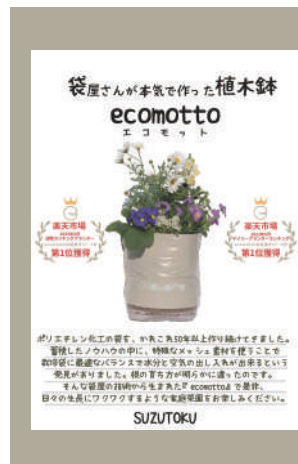 袋屋さんが本気で作った植木鉢
ecomotto
エコモット
楽天市場
第1位獲得
楽天市場
第1位獲得
ポリエチレン化工の袋を、かれこれ50年以上作り続けてきました。
蓄積したノウハウの中に、特殊なメッシュ素材を使うことで
栽培袋に最適なバランスで水分と空気の出し入れが出来るという
発見がありました。根の育ち方が明らかに違ったのです。
そんな袋屋の技術から生まれた『ecomotto』で是非、
日々の生長にワクワクするような家庭菜園をお楽しみください。
SUZUTOKU